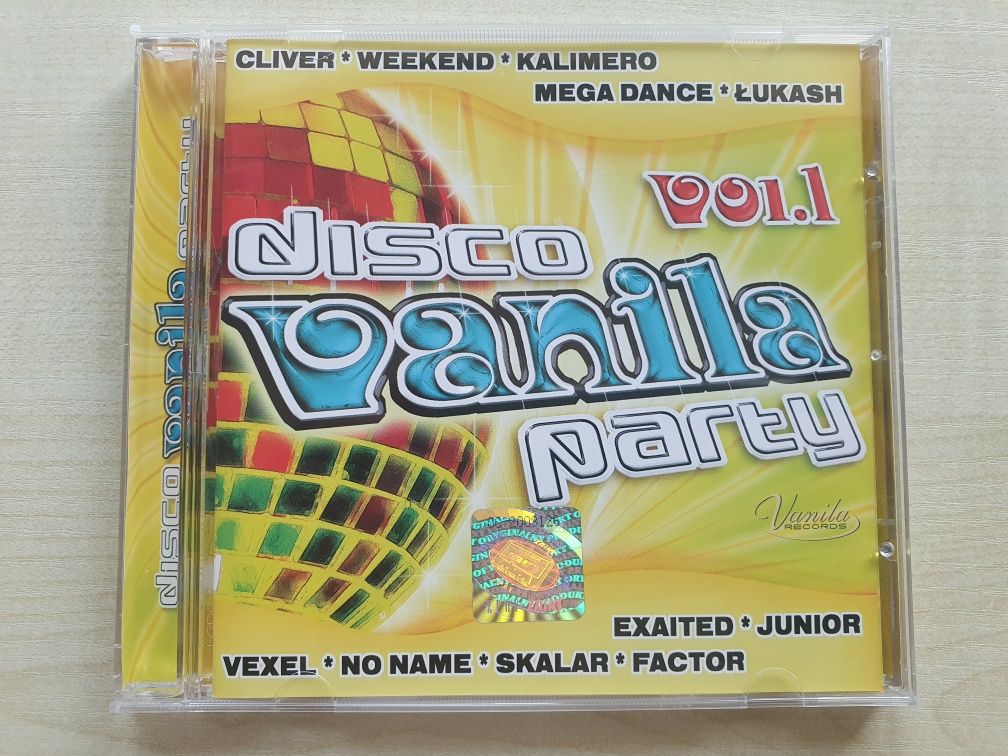 CLIVER * WEEKEND * KALIMERO
MEGA DANCE * ŁUKASH
vol.1
disco
vanila
party
disco vanila party
Vanila
RECORDS
EXAITED * JUNIOR
VEXEL * NO NAME * SKALAR * FACTOR